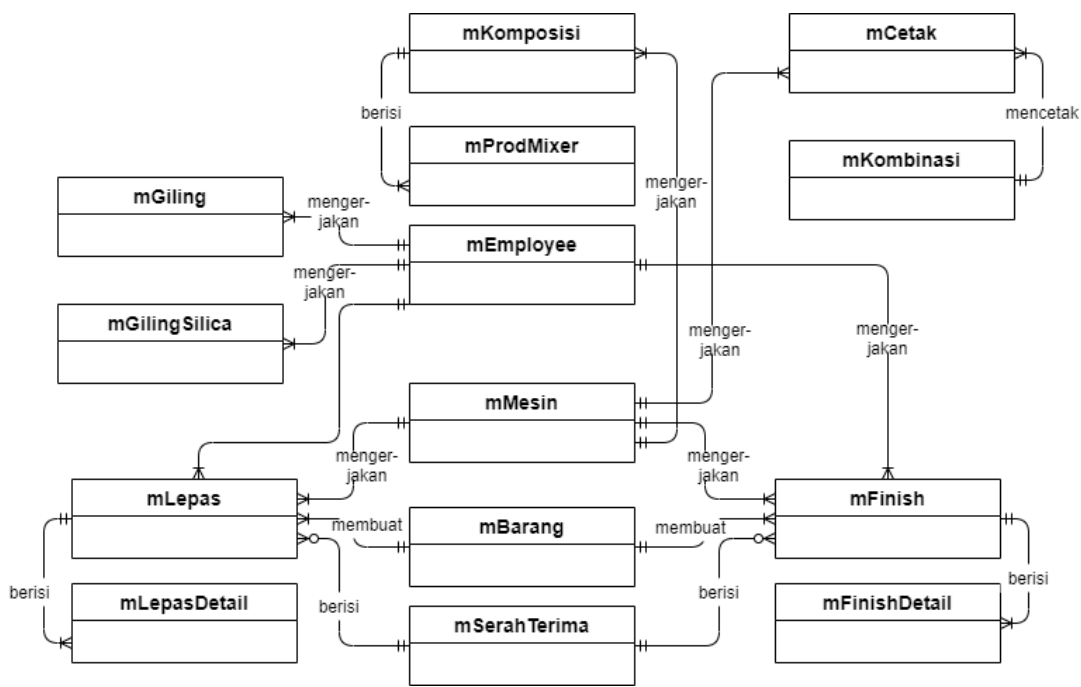 mKomposisi
mCetak
berisi
mencetak
mProdMixer
mKombinasi
mGiling
menger-
jakan
menger-
jakan
mEmployee
menger-
jakan
mGilingSilica
menger-
jakan
menger-
jakan
mMesin
menger-
jakan
menger-
jakan
mLepas
mFinish
membuat
mBarang
membuat
berisi
mLepasDetail
berisi
mSerahTerima
berisi
mFinishDetail
berisi